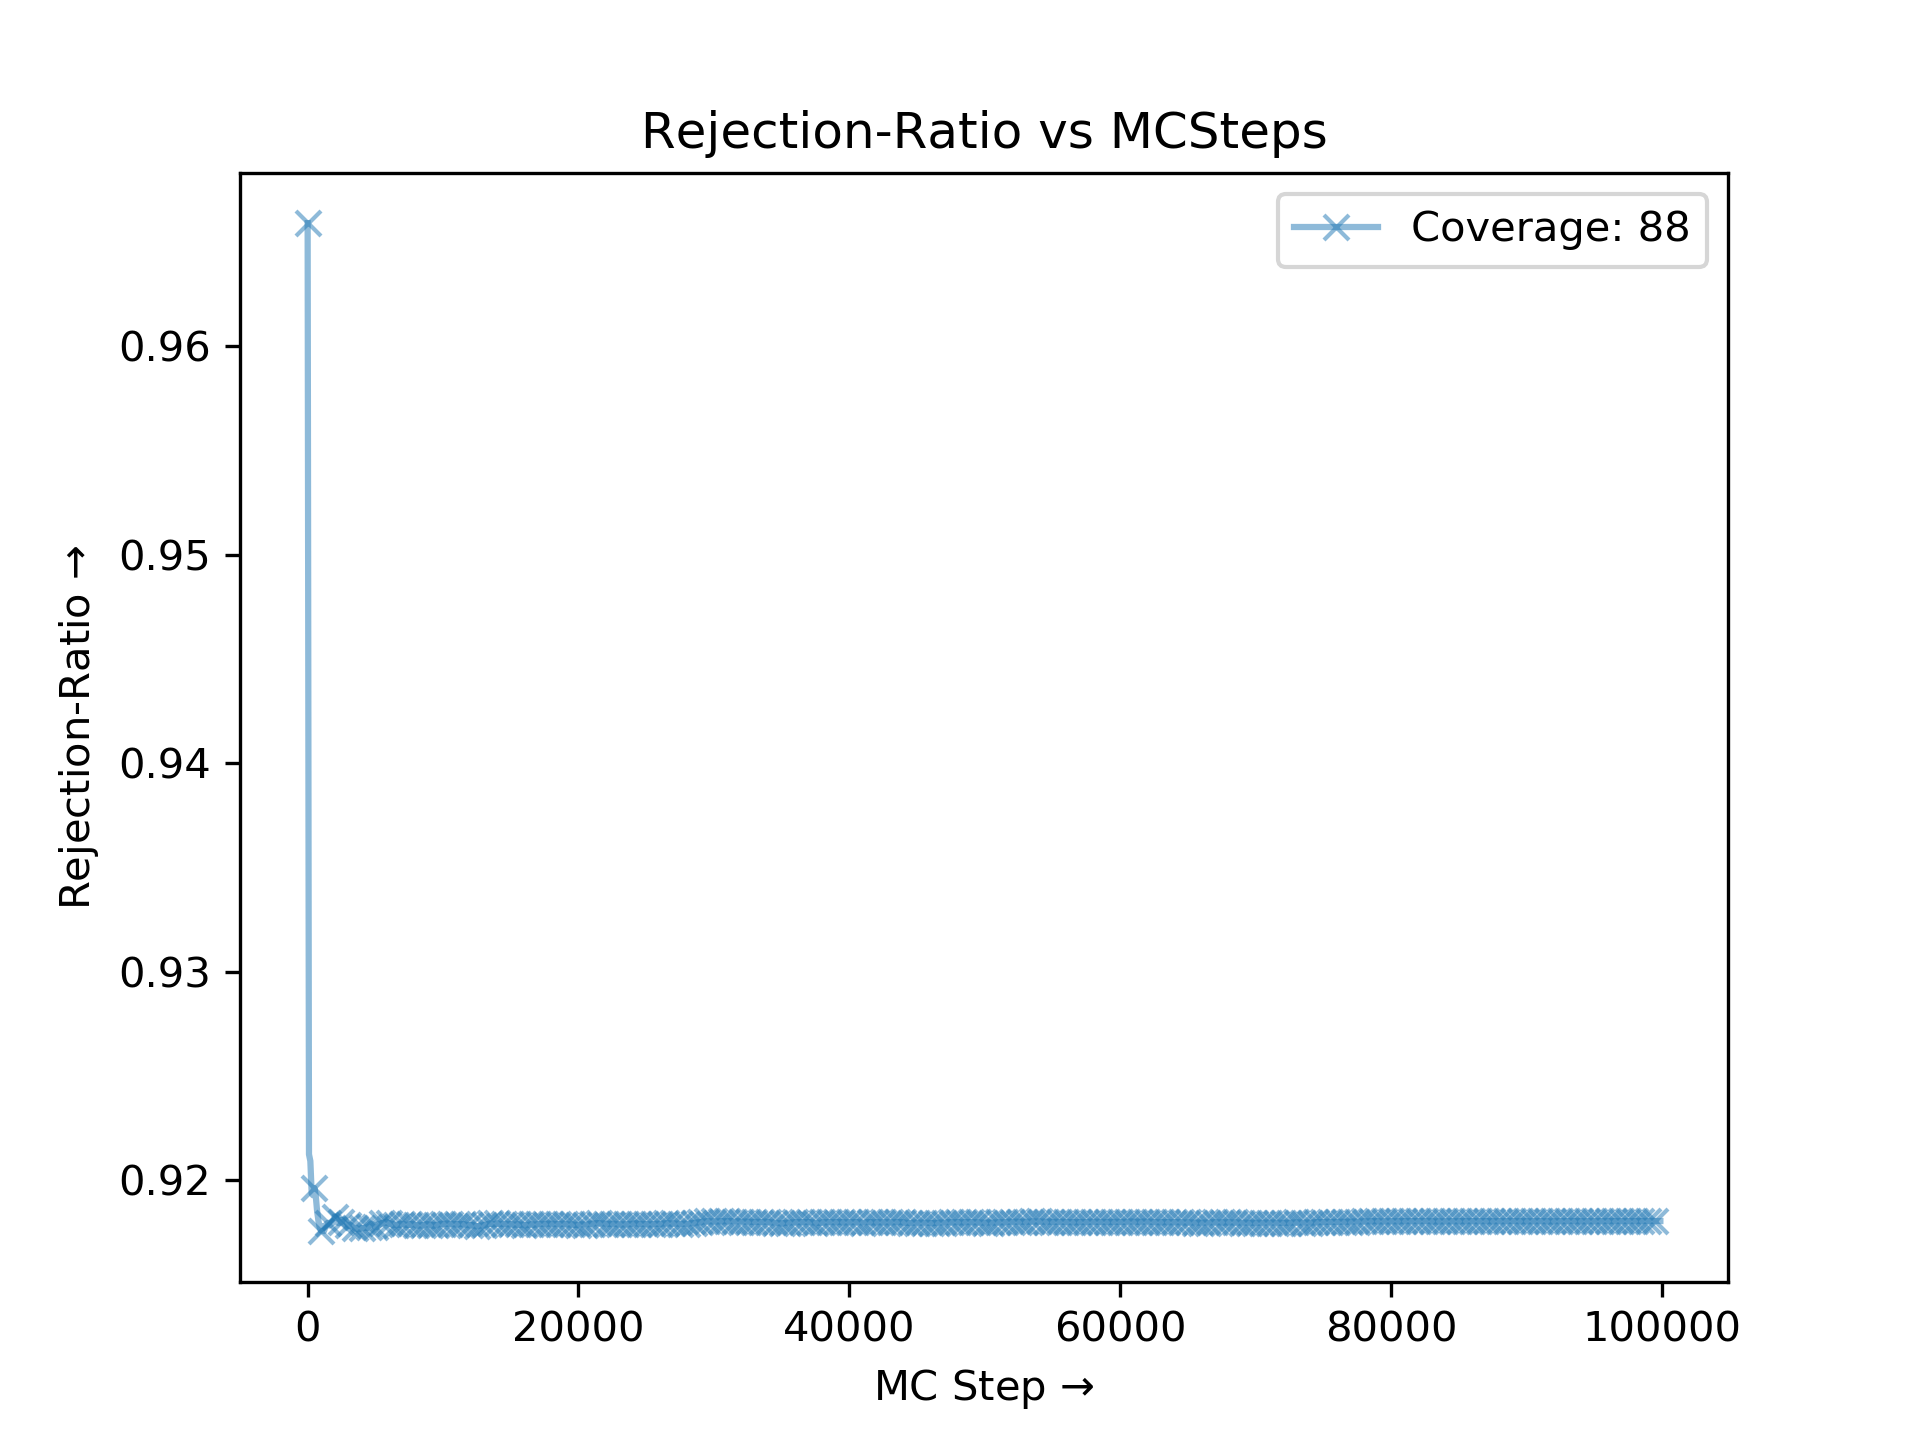 Rejection-Ratio vs MCSteps
Coverage: 88
Rejection-Ratio →
0.96
0.95
0.94
0.93
0.92
0 20000 40000 60000 80000 100000
MC Step →